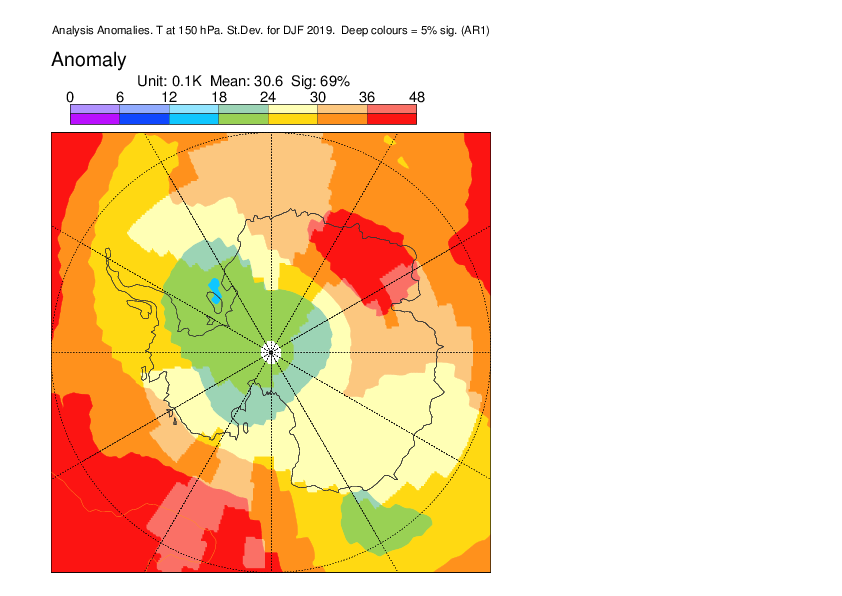 Analysis Anomalies. T at 150 hPa. St.Dev. for DJF 2019.  Deep colours = 5% sig. (AR1)
Anomaly
Unit: 0.1K  Mean: 30.6  Sig: 69%
0 6 12 18 24 30 36 48